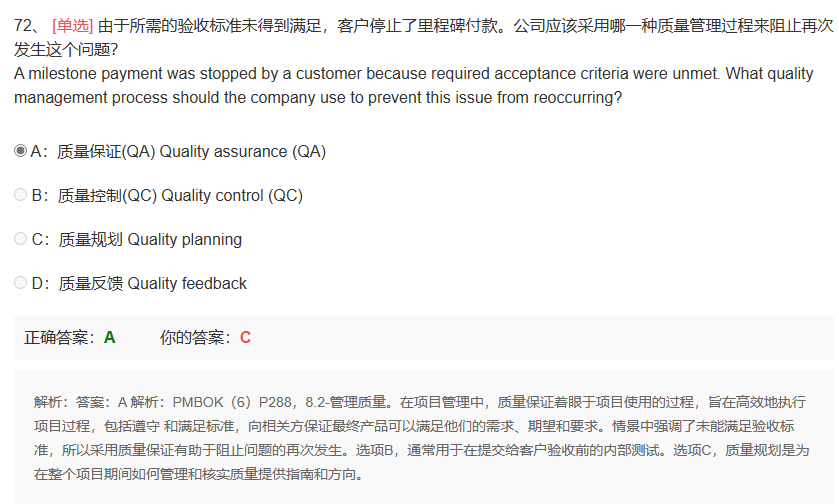 72、 [单选] 由于所需的验收标准未得到满足，客户停止了里程碑付款。公司应该采用哪一种质量管理过程来阻止再次
发生这个问题？
A milestone payment was stopped by a customer because required acceptance criteria were unmet. What quality
management process should the company use to prevent this issue from reoccurring?
A：质量保证(QA) Quality assurance (QA)
B：质量控制(QC) Quality control (QC)
C：质量规划 Quality planning
D：质量反馈 Quality feedback
正确答案：A 你的答案：C
解析：答案：A 解析：PMBOK（6）P288，8.2-管理质量。在项目管理中，质量保证着眼于项目使用的过程，旨在高效地执行
项目过程，包括遵守 和满足标准，向相关方保证最终产品可以满足他们的需求、期望和要求。情景中强调了未能满足验收标
准，所以采用质量保证有助于阻止问题的再次发生。选项B，通常用于在提交给客户验收前的内部测试。选项C，质量规划是为
在整个项目期间如何管理和核实质量提供指南和方向。